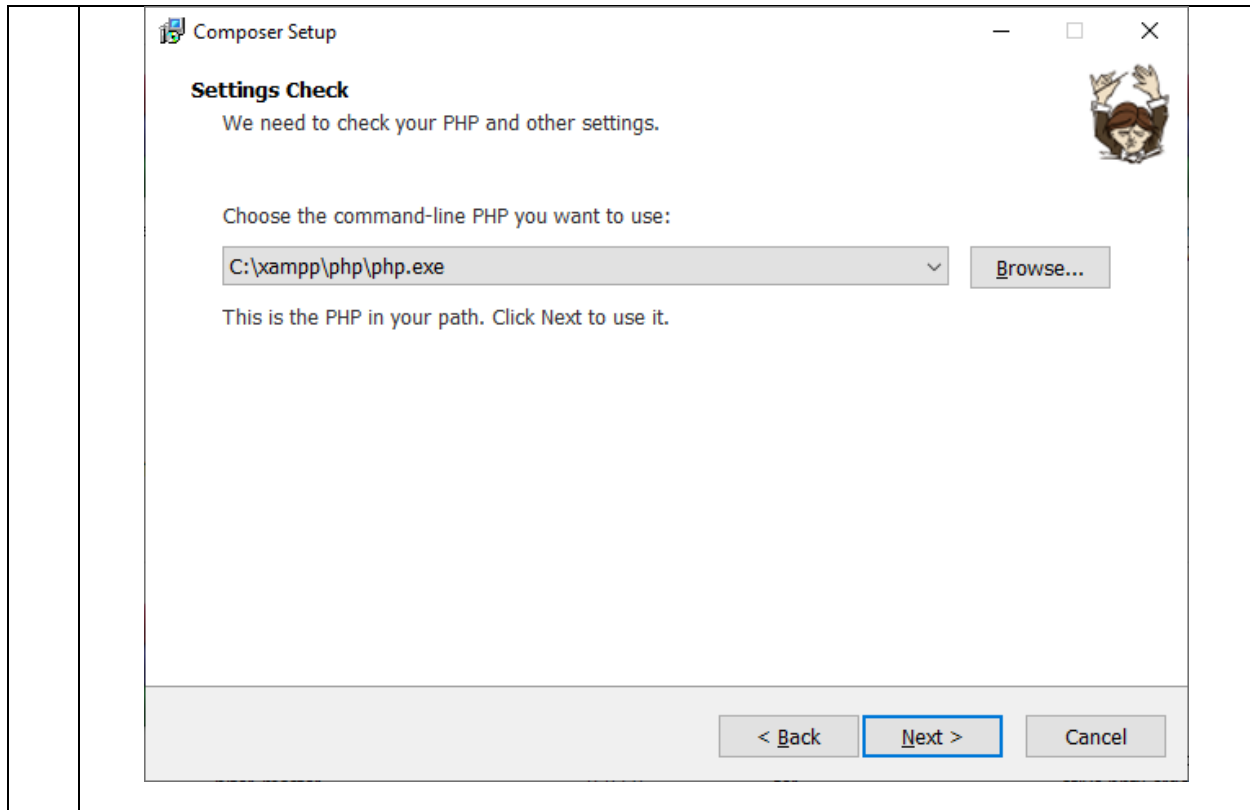 Composer Setup
Settings Check
We need to check your PHP and other settings.
Choose the command-line PHP you want to use:
C:\xampp\php\php.exe
Browse...
This is the PHP in your path. Click Next to use it.
< Back
Next >
Cancel